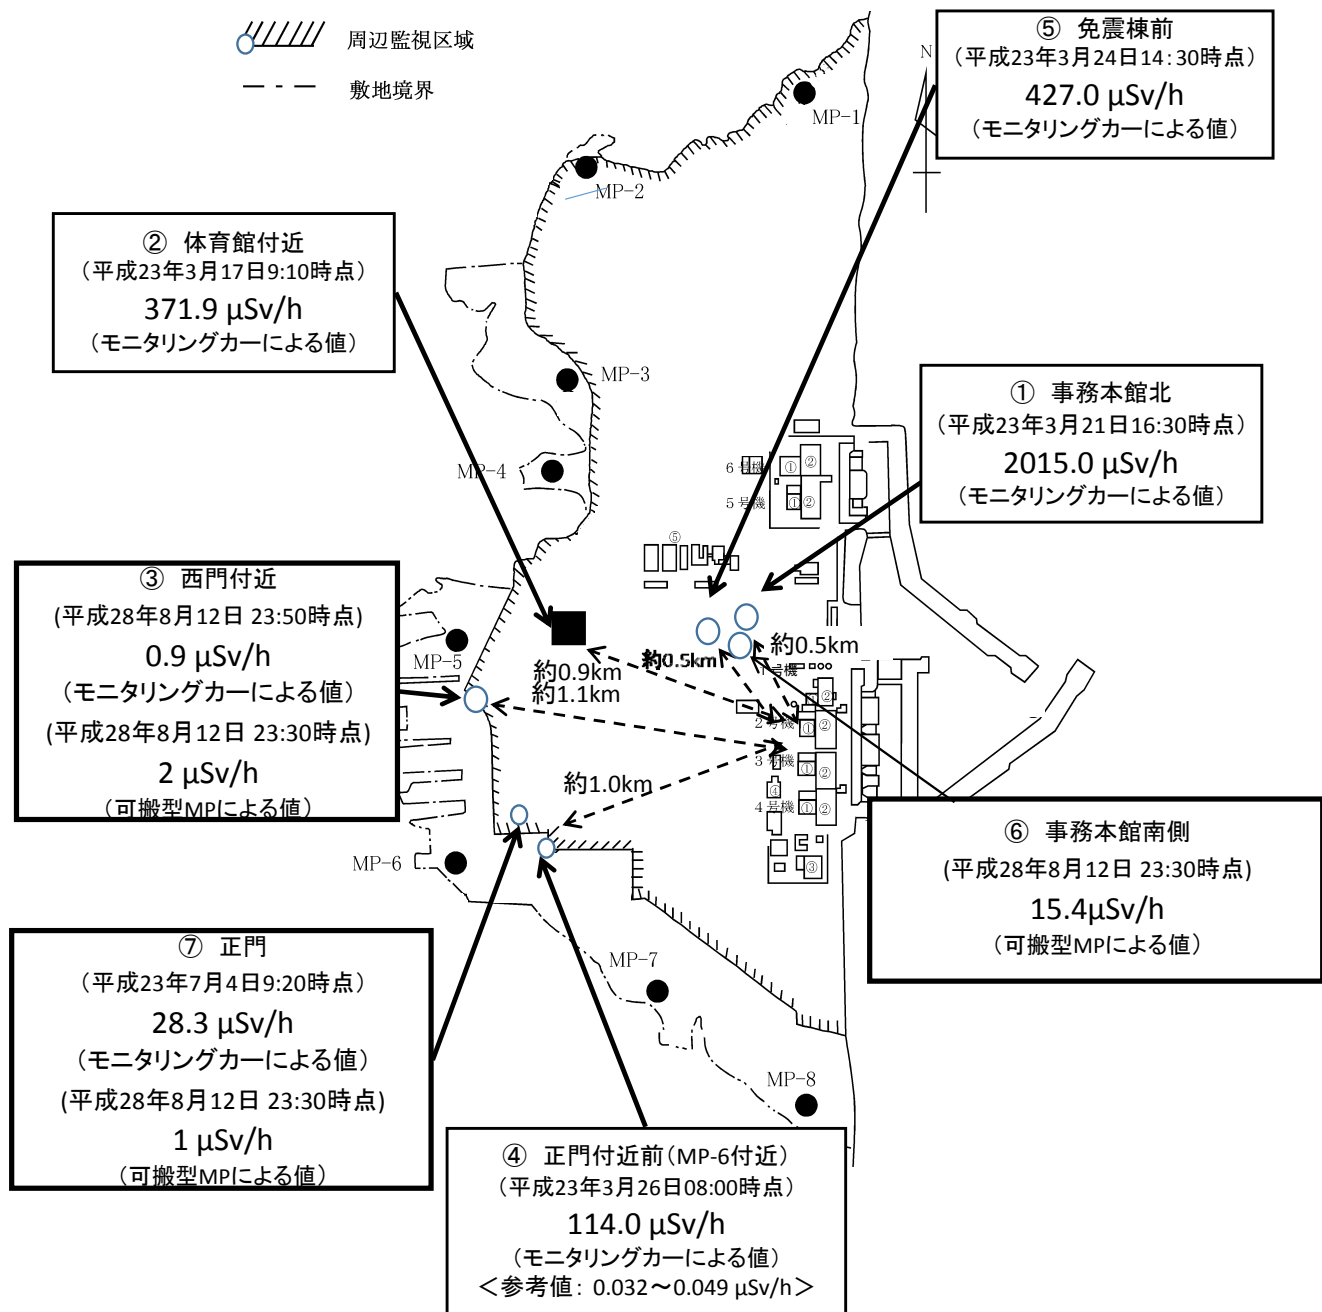 周辺監視区域
敷地境界
⑤ 免震棟前
（平成23年3月24日14:30時点）
427.0 μSv/h
（モニタリングカーによる値）
N
MP-1
MP-2
② 体育館付近
（平成23年3月17日9:10時点）
371.9 μSv/h
（モニタリングカーによる値）
MP-3
① 事務本館北
（平成23年3月21日16:30時点）
2015.0 μSv/h
（モニタリングカーによる値）
MP-4
6号機
① ②
5号機
① ②
⑤
③ 西門付近
(平成28年8月12日 23:50時点)
0.9 μSv/h
（モニタリングカーによる値）
(平成28年8月12日 23:30時点)
2 μSv/h
（可搬型MPによる値）
MP-5
約0.9km
約1.1km
約0.5km
約0.5km
1号機
②
2号機
① ②
3号機
① ②
約1.0km
④
4号機
① ②
③
MP-6
⑥ 事務本館南側
(平成28年8月12日 23:30時点)
15.4μSv/h
（可搬型MPによる値）
⑦ 正門
（平成23年7月4日9:20時点）
28.3 μSv/h
（モニタリングカーによる値）
(平成28年8月12日 23:30時点)
1 μSv/h
（可搬型MPによる値）
MP-7
MP-8
④ 正門付近前（MP-6付近）
（平成23年3月26日08:00時点）
114.0 μSv/h
（モニタリングカーによる値）
＜参考値: 0.032～0.049 μSv/h＞